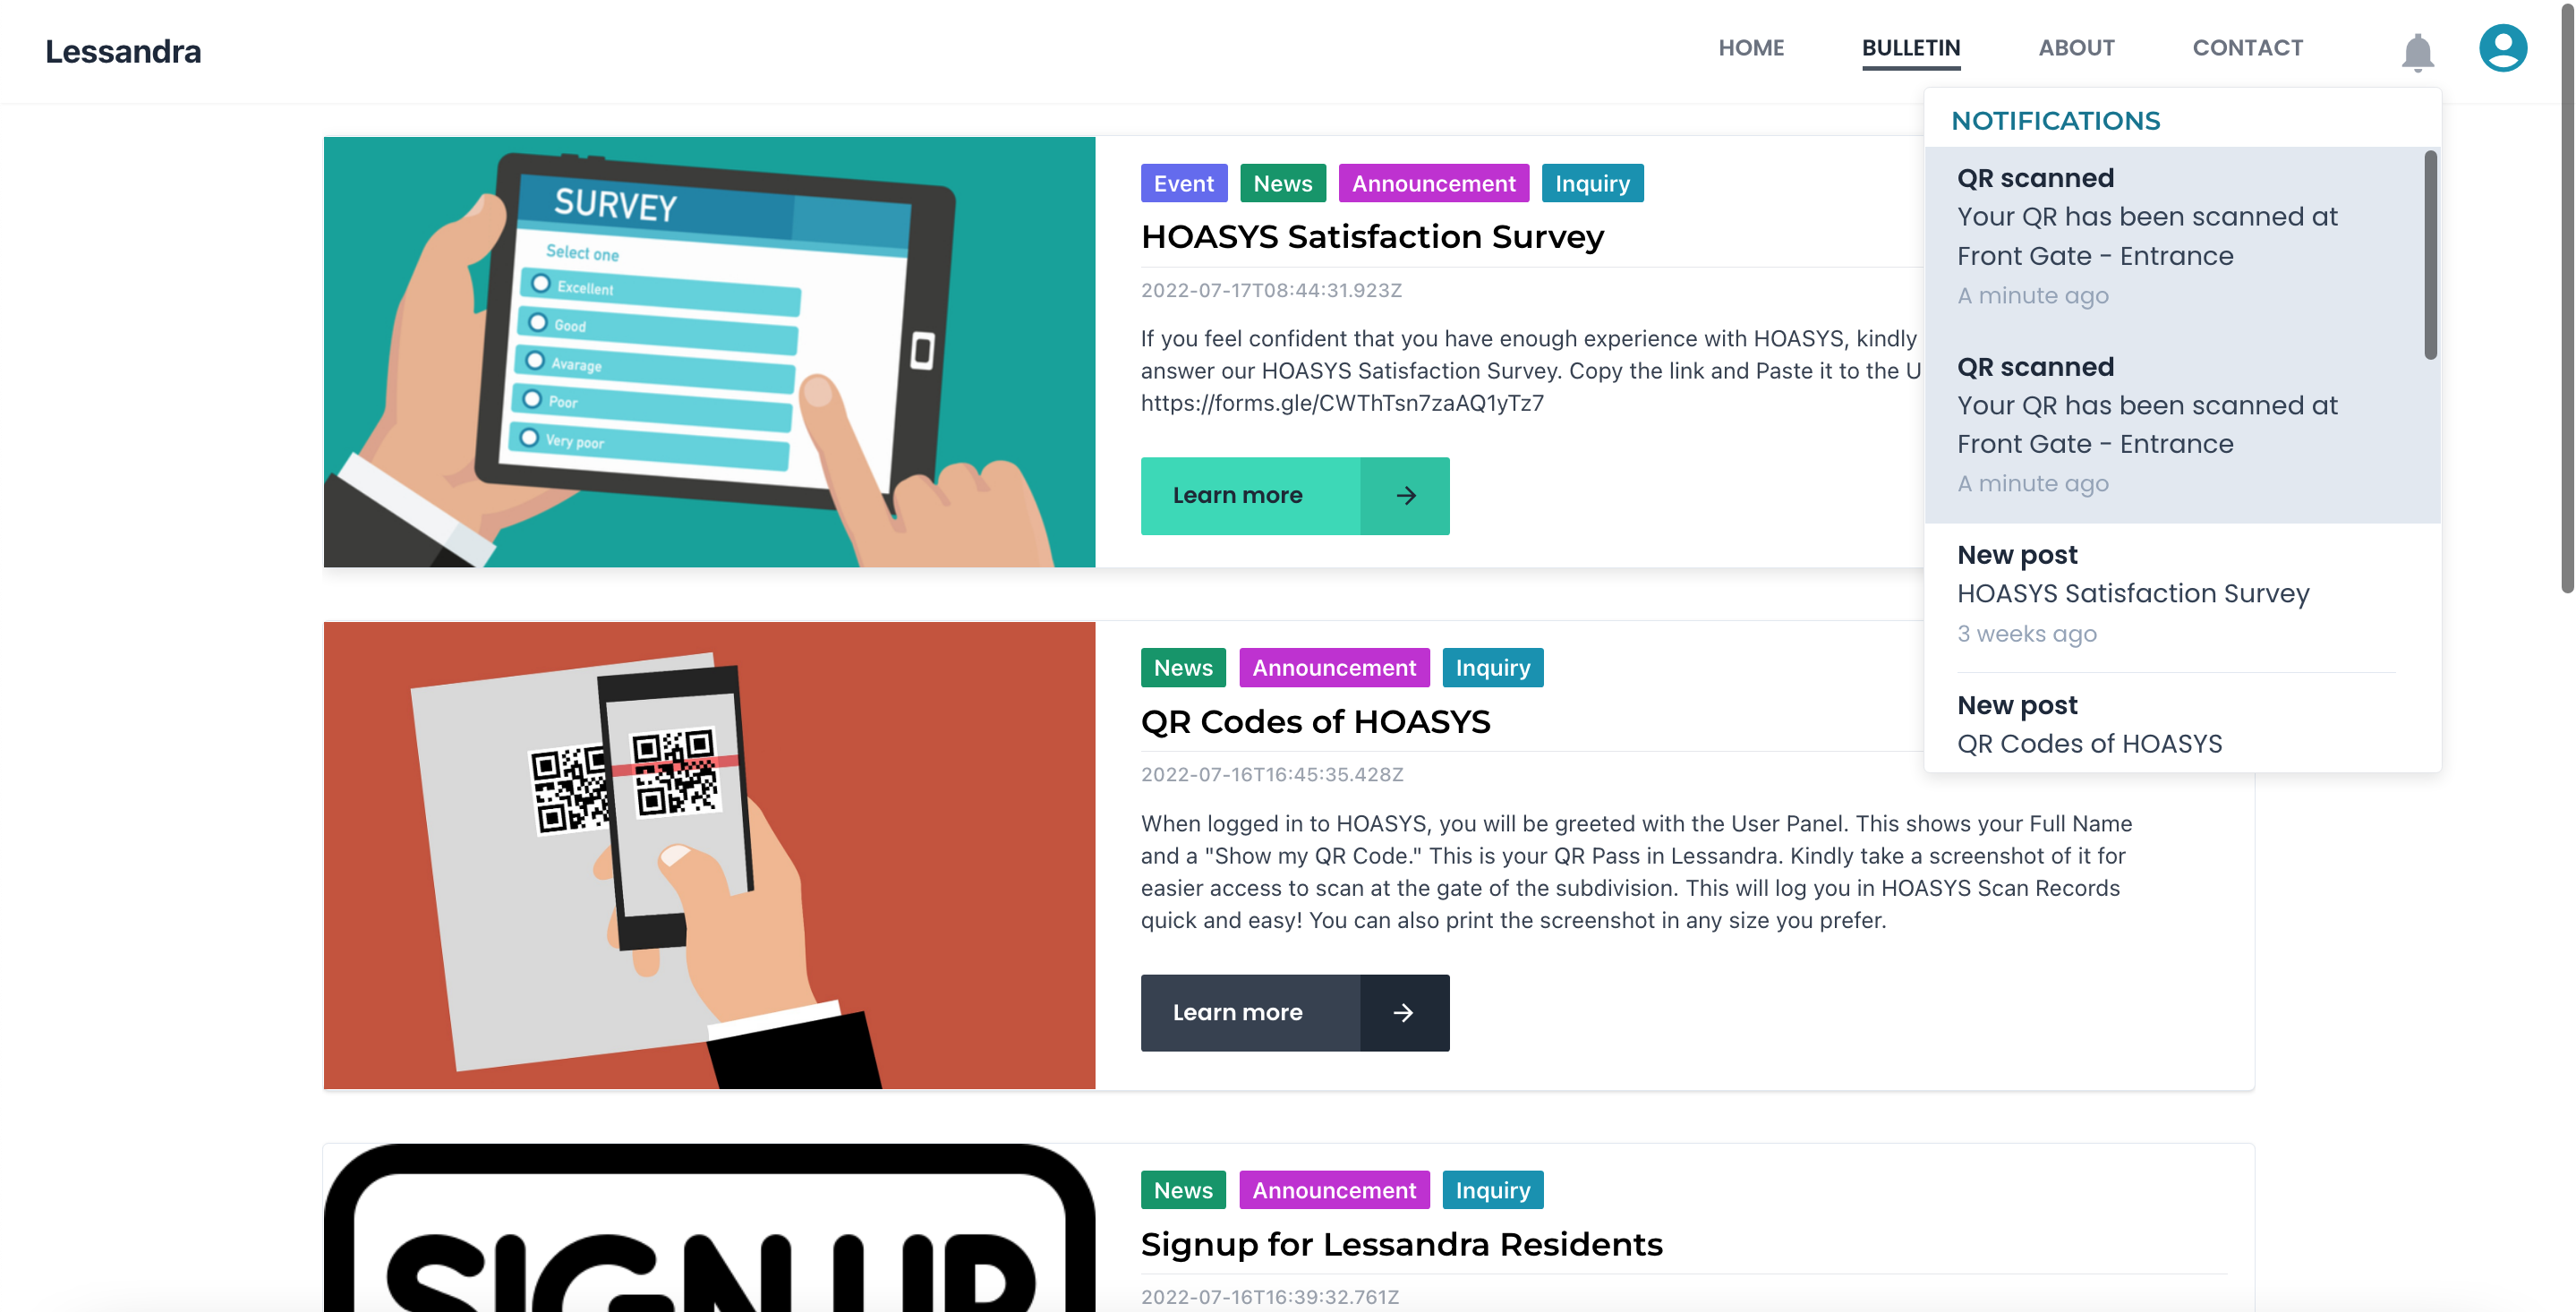 Lessandra
HOME
BULLETIN
ABOUT
CONTACT
NOTIFICATIONS
QR scanned
Your QR has been scanned at
Front Gate - Entrance
A minute ago
QR scanned
Your QR has been scanned at
Front Gate - Entrance
A minute ago
New post
HOASYS Satisfaction Survey
3 weeks ago
New post
QR Codes of HOASYS
SURVEY
Select one
Excellent
Good
Avarage
Poor
Very poor
Event
News
Announcement
Inquiry
HOASYS Satisfaction Survey
2022-07-17T08:44:31.923Z
If you feel confident that you have enough experience with HOASYS, kindly
answer our HOASYS Satisfaction Survey. Copy the link and Paste it to the U
https://forms.gle/CWThTsn7zaAQ1yTz7
Learn more
News
Announcement
Inquiry
QR Codes of HOASYS
2022-07-16T16:45:35.428Z
When logged in to HOASYS, you will be greeted with the User Panel. This shows your Full Name
and a "Show my QR Code." This is your QR Pass in Lessandra. Kindly take a screenshot of it for
easier access to scan at the gate of the subdivision. This will log you in HOASYS Scan Records
quick and easy! You can also print the screenshot in any size you prefer.
Learn more
SIGN UP
News
Announcement
Inquiry
Signup for Lessandra Residents
2022-07-16T16:39:32.761Z